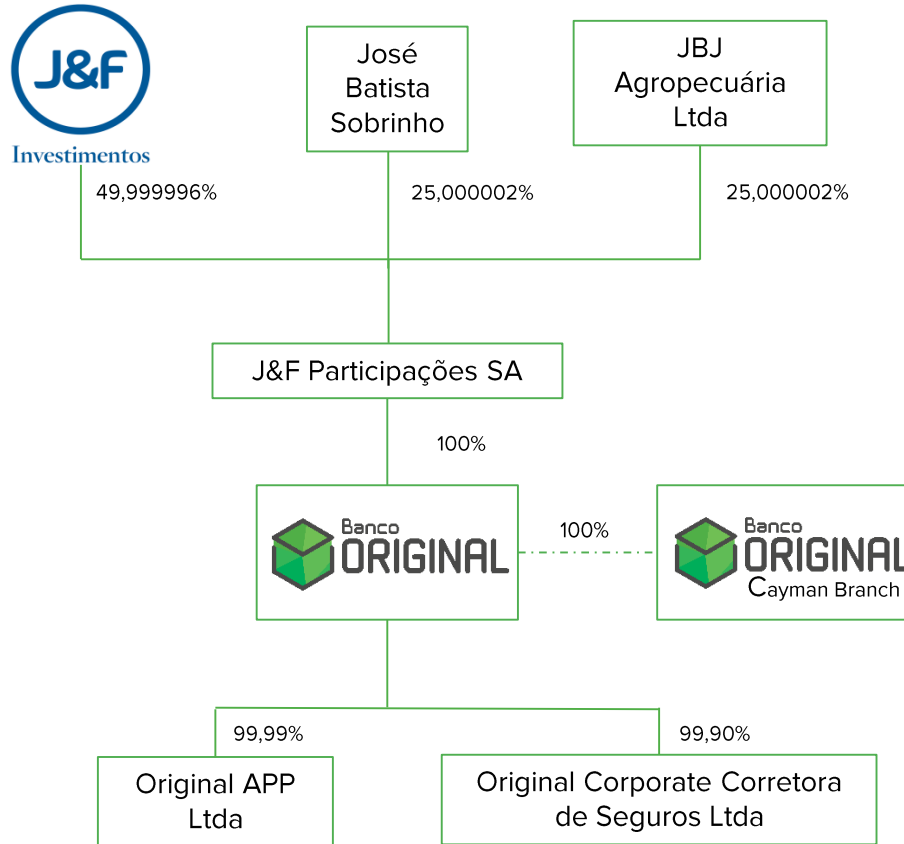 J&F
Investimentos
José
Batista
Sobrinho
JBJ
Agropecuária
Ltda
49,999996%
25,000002%
25,000002%
J&F Participações SA
100%
Banco
ORIGINAL
100%
Banco
ORIGINAL
Cayman Branch
99,99%
99,90%
Original APP
Ltda
Original Corporate Corretora
de Seguros Ltda